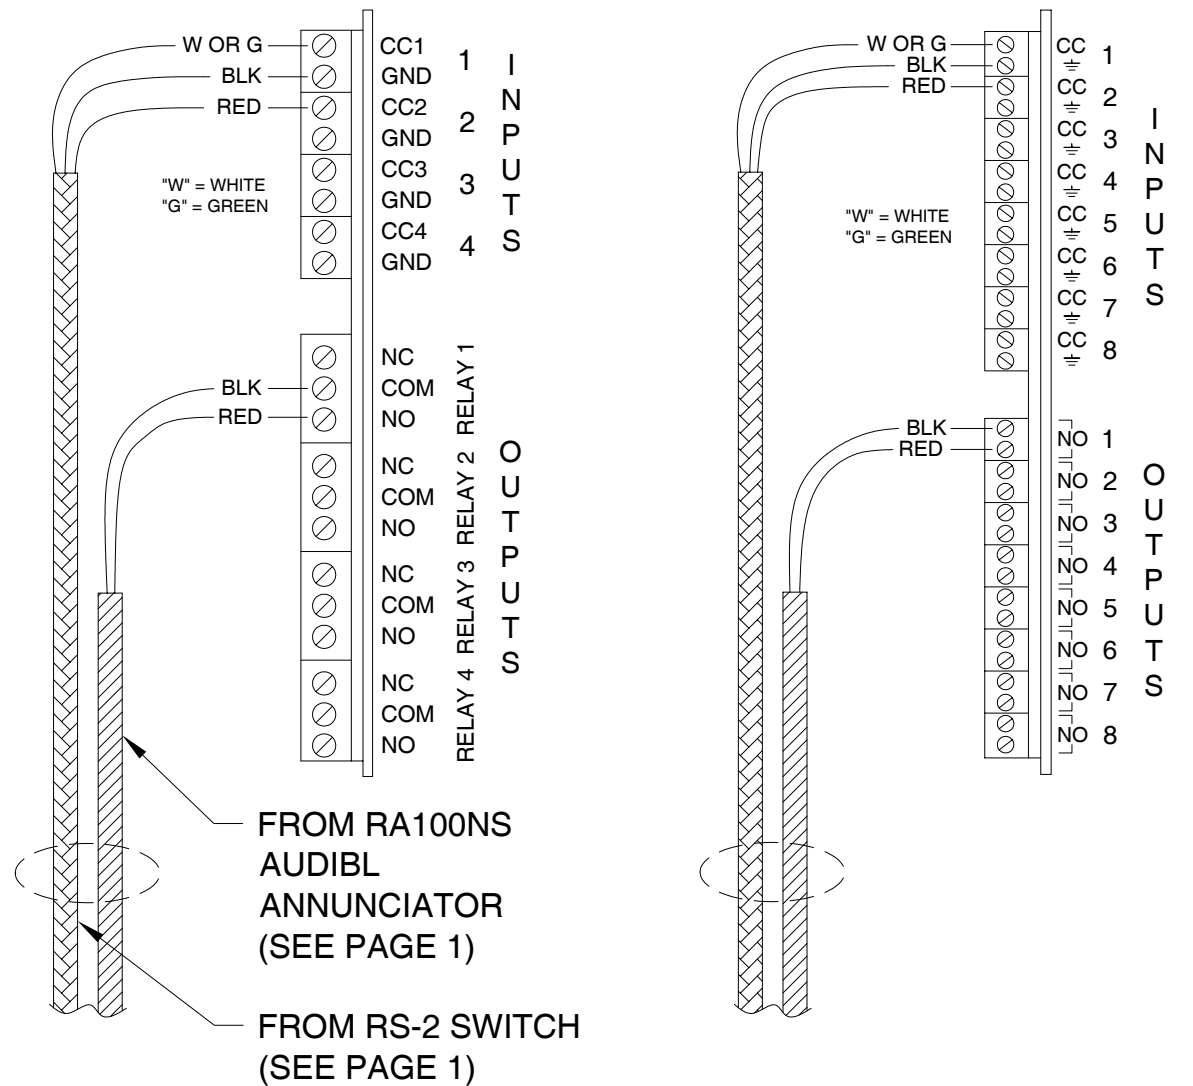 W OR G
BLK
RED
"W" = WHITE
"G" = GREEN
CC1
GND
CC2
GND
CC3
GND
CC4
GND
1
2
3
4
INPUTS
BLK
RED
NC
COM
NO
RELAY 1
NC
COM
NO
RELAY 2
NC
COM
NO
RELAY 3
NC
COM
NO
RELAY 4
OUTPUTS
FROM RA100NS
AUDIBL
ANNUNCIATOR
(SEE PAGE 1)
FROM RS-2 SWITCH
(SEE PAGE 1)
W OR G
BLK
RED
"W" = WHITE
"G" = GREEN
CC 1
CC 2
CC 3
CC 4
CC 5
CC 6
CC 7
CC 8
INPUTS
BLK
RED
NO 1
NO 2
NO 3
NO 4
NO 5
NO 6
NO 7
NO 8
OUTPUTS